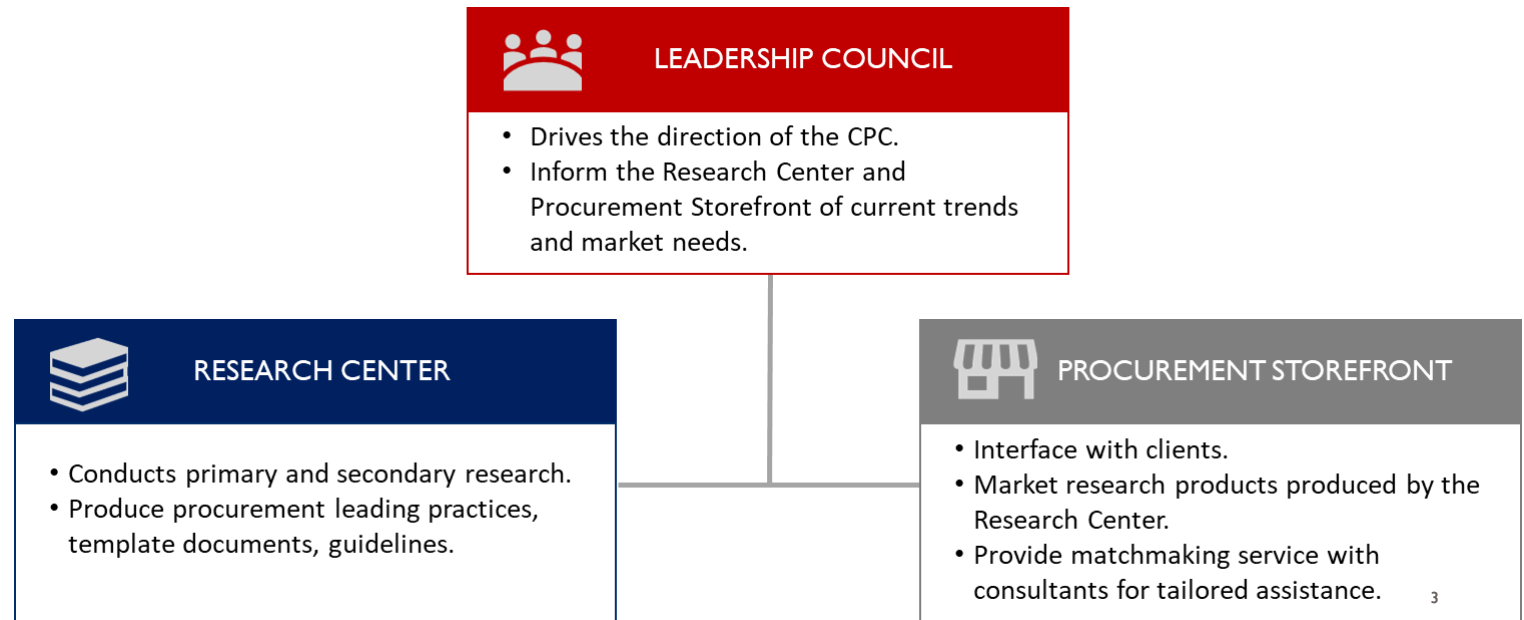 LEADERSHIP COUNCIL
• Drives the direction of the CPC.
• Inform the Research Center and
Procurement Storefront of current trends
and market needs.
RESEARCH CENTER
• Conducts primary and secondary research.
• Produce procurement leading practices,
template documents, guidelines.
PROCUREMENT STOREFRONT
• Interface with clients.
• Market research products produced by the
Research Center.
• Provide matchmaking service with
consultants for tailored assistance.
3